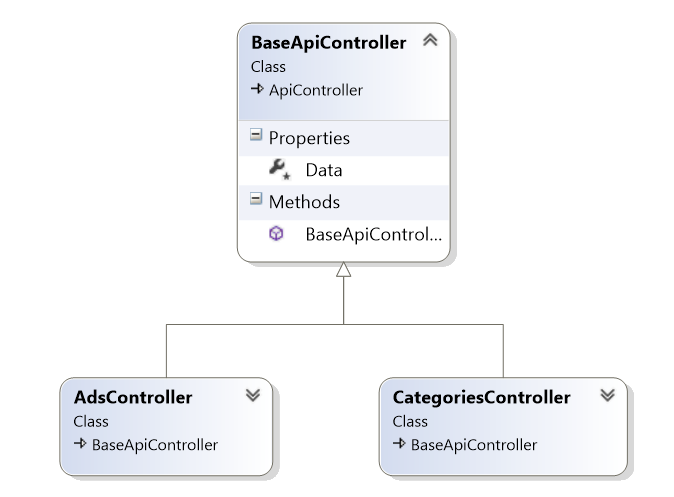 BaseApiController
Class
ApiController
Properties
Data
Methods
BaseApiControl...
AdsController
Class
BaseApiController
CategoriesController
Class
BaseApiController